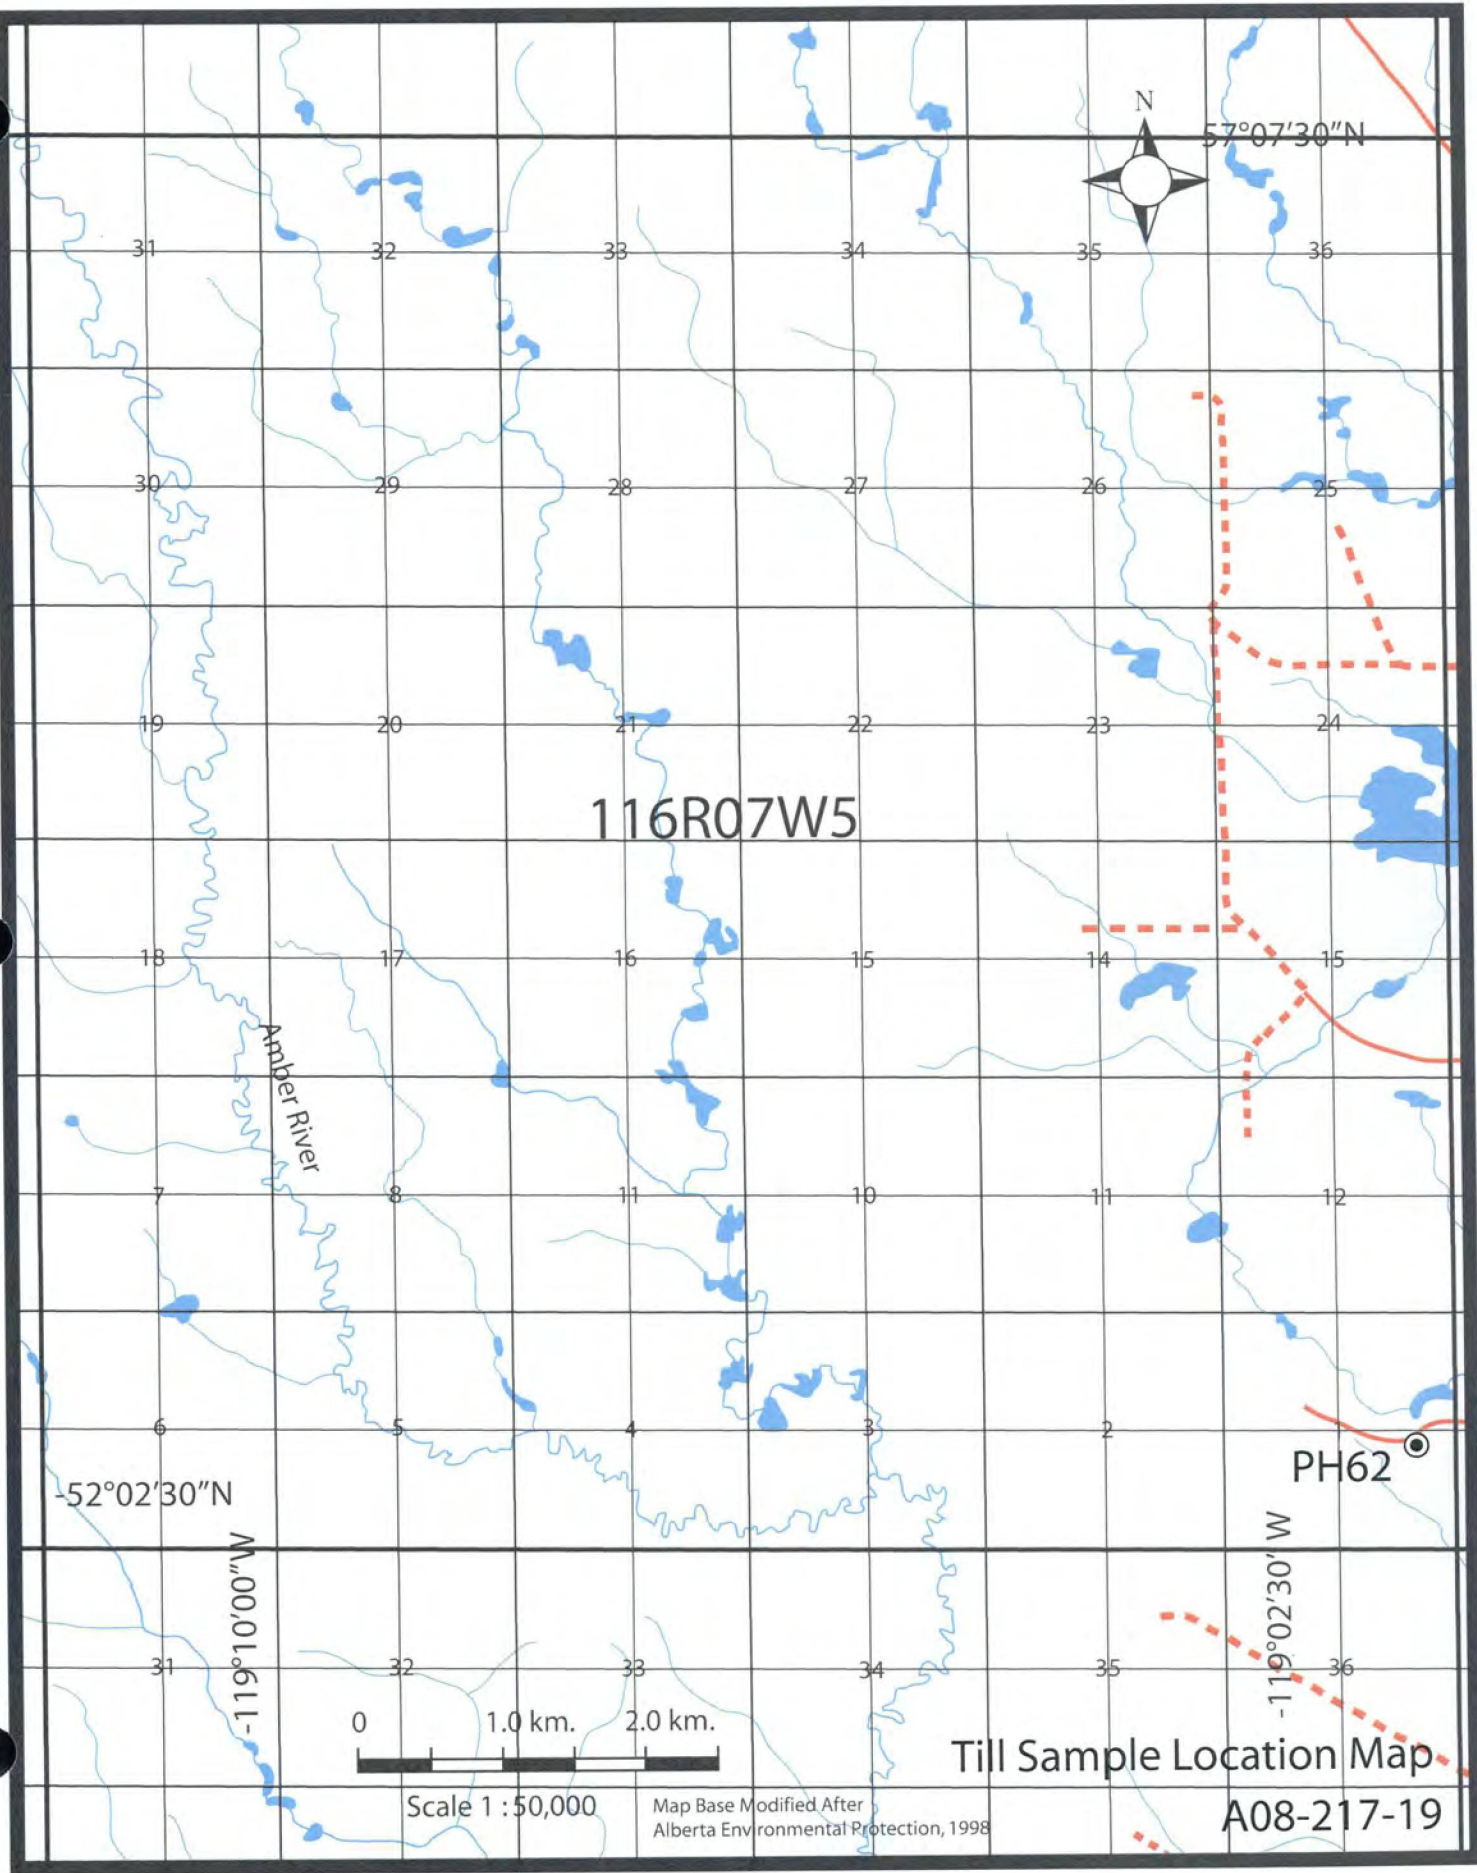 N
57°07'30"N
31 32 33 34 35 36
30 29 28 27 26 25
19 20 21 22 23 24
116R07W5
18 17 16 15 14 15
Amber River
7 8 11 10 11 12
6 5 4 3 2
PH62
-52°02'30"N
-119°10'00"W
-119°02'30"W
31 32 33 34 35 36
0 1.0 km. 2.0 km.
Till Sample Location Map
Scale 1 : 50,000
Map Base Modified After
Alberta Environmental Protection, 1998
A08-217-19